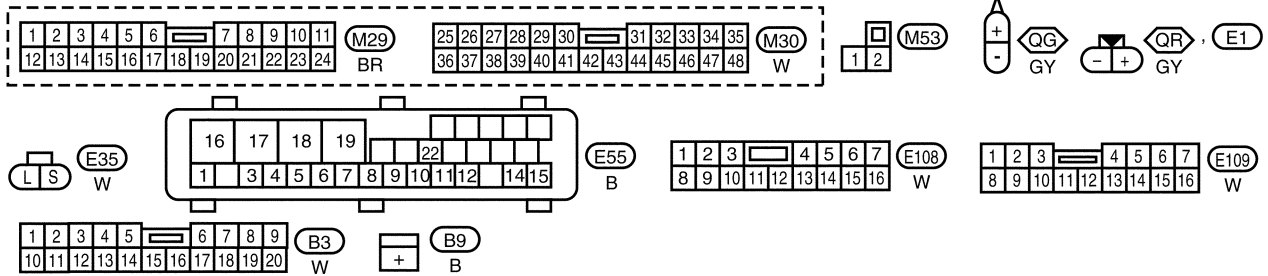 1 2 3 4 5 6 7 8 9 10 11
12 13 14 15 16 17 18 19 20 21 22 23 24
M29
BR
25 26 27 28 29 30 31 32 33 34 35
36 37 38 39 40 41 42 43 44 45 46 47 48
M30
W
1 2
M53
+
-
QG
GY
− +
QR , E1
GY
L S
E35
W
16 17 18 19
22
1 3 4 5 6 7 8 9 10 11 12 14 15
E55
B
1 2 3 4 5 6 7
8 9 10 11 12 13 14 15 16
E108
W
1 2 3 4 5 6 7
8 9 10 11 12 13 14 15 16
E109
W
1 2 3 4 5 6 7 8 9
10 11 12 13 14 15 16 17 18 19 20
B3
W
+
B9
B